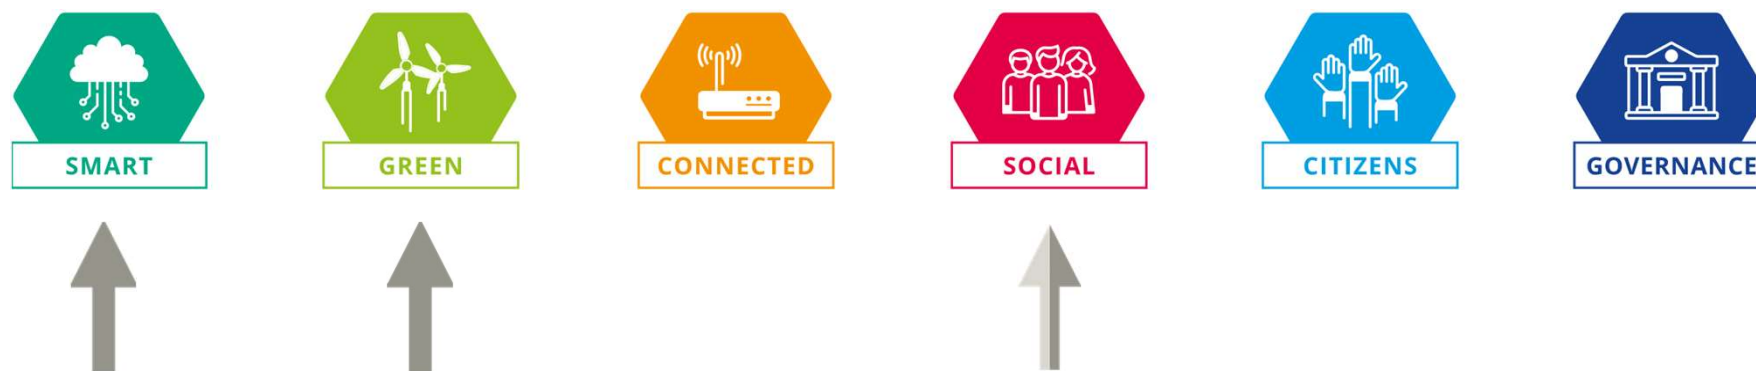 SMART
GREEN
CONNECTED
SOCIAL
CITIZENS
GOVERNANCE